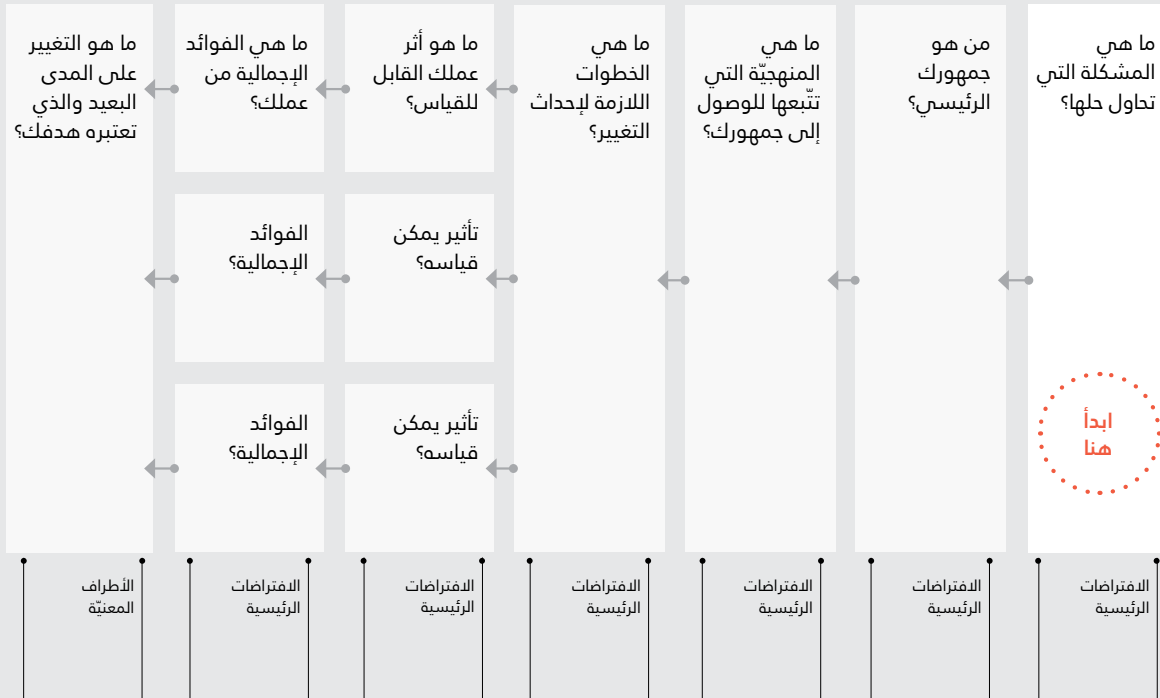 ما هي
المشكلة التي
تحاول حلها؟
ابدأ
هنا
من هو
جمهورك
الرئيسي؟
ما هي
المنهجيّة التي
تتّبعها للوصول
إلى جمهورك؟
ما هي
الخطوات
اللازمة لإحداث
التغيير؟
ما هو أثر
عملك القابل
للقياس؟
تأثير يمكن
قياسه؟
تأثير يمكن
قياسه؟
ما هي الفوائد
الإجمالية من
عملك؟
الفوائد
الإجمالية؟
الفوائد
الإجمالية؟
ما هو التغيير
على المدى
البعيد والذي
تعتبره هدفك؟
الافتراضات
الرئيسية
الافتراضات
الرئيسية
الافتراضات
الرئيسية
الافتراضات
الرئيسية
الافتراضات
الرئيسية
الافتراضات
الرئيسية
الأطراف
المعنيّة